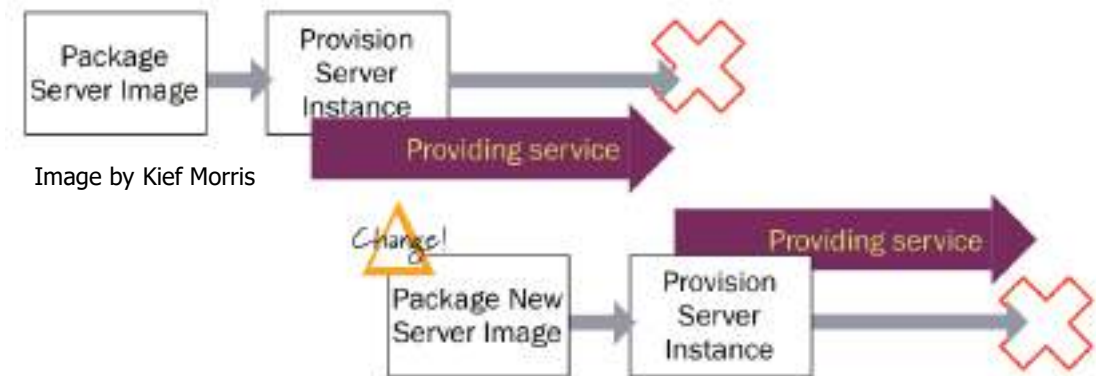 Package
Server Image
Provision
Server
Instance
Providing service
Image by Kief Morris
Change!
Providing service
Package New
Server Image
Provision
Server
Instance